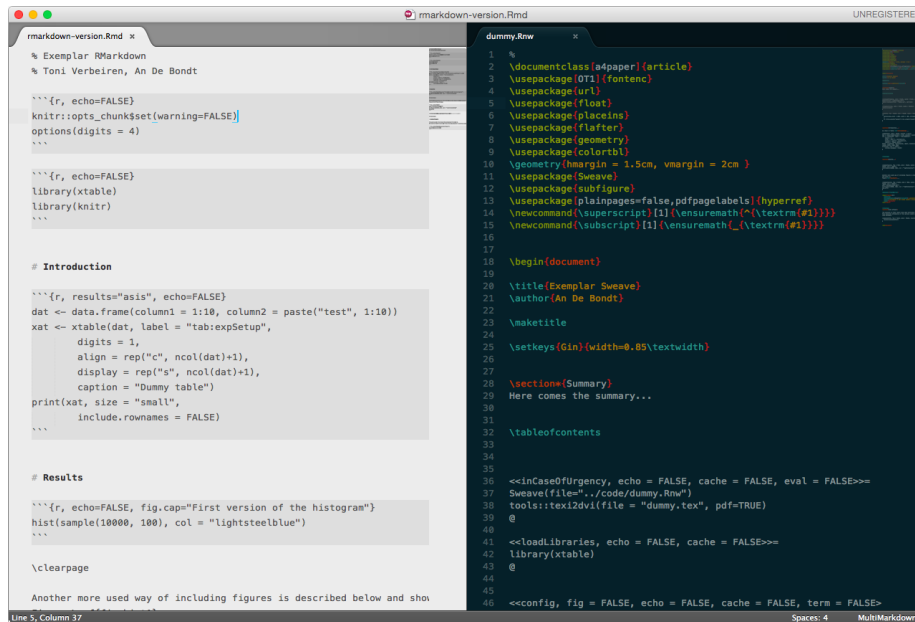 rmarkdown-version.Rmd
UNREGISTERE
rmarkdown-version.Rmd ×
% Exemplar RMarkdown
% Toni Verbeiren, An De Bondt
```{r, echo=FALSE}
knitr::opts_chunk$set(warning=FALSE)
options(digits = 4)
```
```{r, echo=FALSE}
library(xtable)
library(knitr)
```
# Introduction
```{r, results="asis", echo=FALSE}
dat <- data.frame(column1 = 1:10, column2 = paste("test", 1:10))
xat <- xtable(dat, label = "tab:expSetup",
digits = 1,
align = rep("c", ncol(dat)+1),
display = rep("s", ncol(dat)+1),
caption = "Dummy table")
print(xat, size = "small",
include.rownames = FALSE)
```
# Results
```{r, echo=FALSE, fig.cap="First version of the histogram"}
hist(sample(10000, 100), col = "lightsteelblue")
```
\clearpage
Another more used way of including figures is described below and show
dummy.Rnw ×
1 %
2 \documentclass[a4paper]{article}
3 \usepackage[OT1]{fontenc}
4 \usepackage{url}
5 \usepackage{float}
6 \usepackage{placeins}
7 \usepackage{flafter}
8 \usepackage{geometry}
9 \usepackage{colortbl}
10 \geometry{hmargin = 1.5cm, vmargin = 2cm }
11 \usepackage{Sweave}
12 \usepackage{subfigure}
13 \usepackage[plainpages=false,pdfpagelabels]{hyperref}
14 \newcommand{\superscript}[1]{\ensuremath{^{\textrm{#1}}}}
15 \newcommand{\subscript}[1]{\ensuremath{_{\textrm{#1}}}}
16
17
18 \begin{document}
19
20 \title{Exemplar Sweave}
21 \author{An De Bondt}
22
23 \maketitle
24
25 \setkeys{Gin}{width=0.85\textwidth}
26
27
28 \section*{Summary}
29 Here comes the summary...
30
31
32 \tableofcontents
33
34
35
36 <<inCaseOfUrgency, echo = FALSE, cache = FALSE, eval = FALSE>>=
37 Sweave(file="../code/dummy.Rnw")
38 tools::texi2dvi(file = "dummy.tex", pdf=TRUE)
39 @
40
41 <<loadLibraries, echo = FALSE, cache = FALSE>>=
42 library(xtable)
43 @
44
45
46 <<config, fig = FALSE, echo = FALSE, cache = FALSE, term = FALSE>
Line 5, Column 37
Spaces: 4
MultiMarkdown